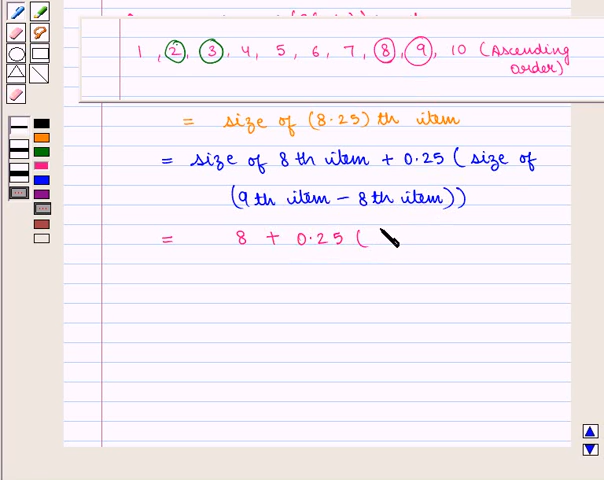 1 , 2 , 3 , 4 , 5 , 6 , 7 , 8 , 9 , 10 (Ascending
Order)
= size of (8.25) th item
= size of 8 th item + 0.25 ( size of
(9 th item - 8 th item))
= 8 + 0.25 (